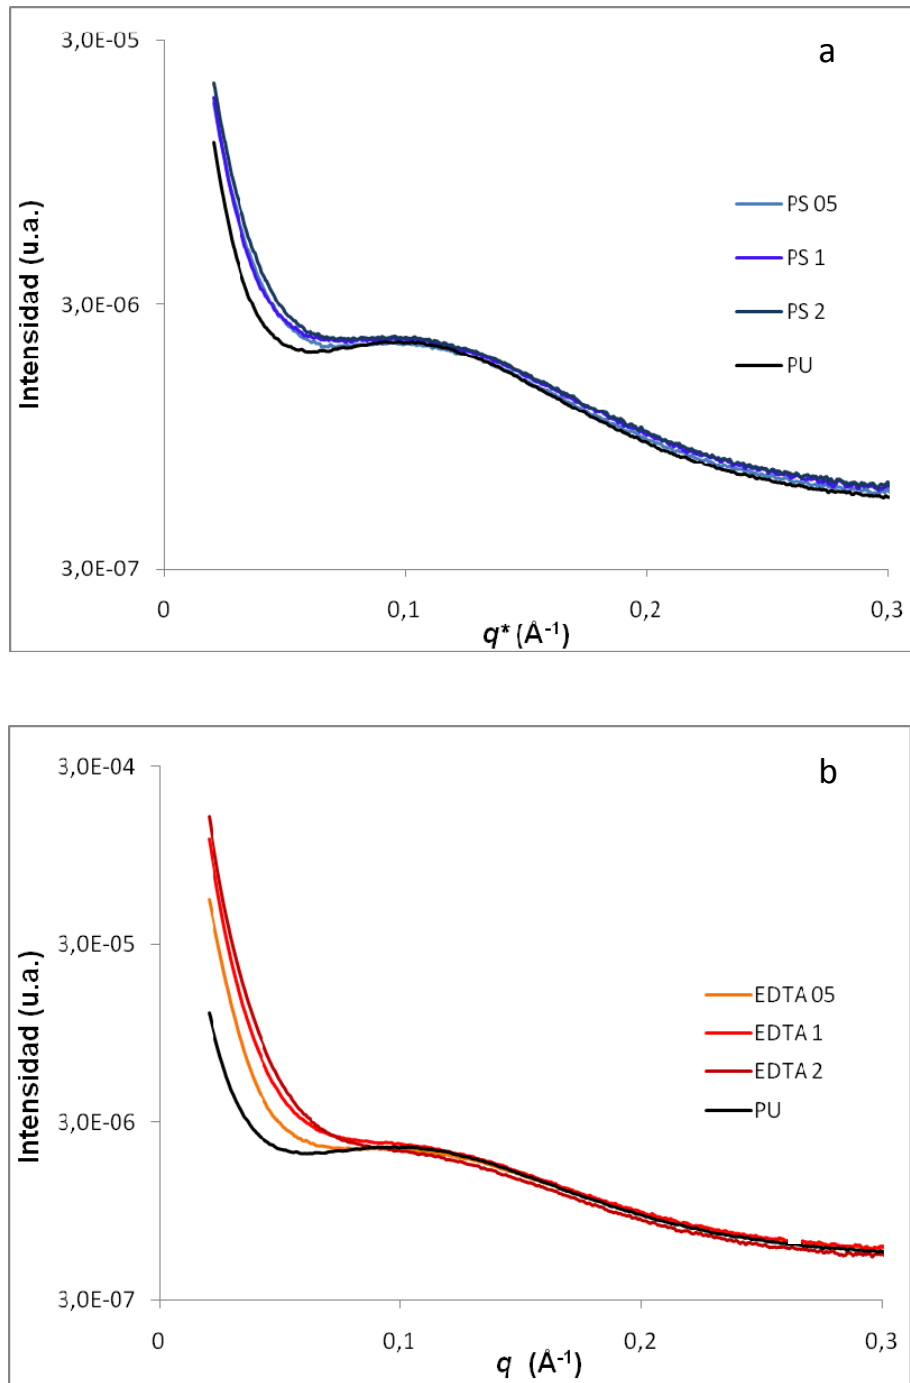 a
3,0E-05
3,0E-06
3,0E-07
Intensidad (u.a.)
PS 05
PS 1
PS 2
PU
0
0,1
0,2
0,3
q* (Å-1)
b
3,0E-04
3,0E-05
3,0E-06
3,0E-07
Intensidad (u.a.)
EDTA 05
EDTA 1
EDTA 2
PU
0
0,1
0,2
0,3
q (Å-1)